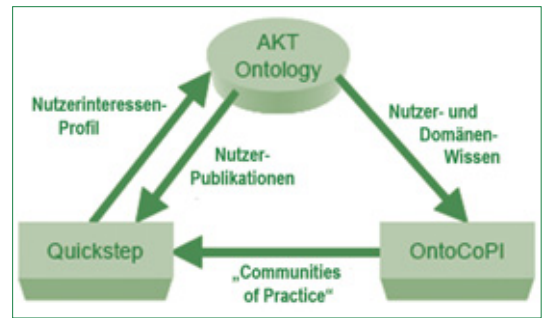 AKT
Ontology
Nutzerinteressen-
Profil
Nutzer- und
Domänen-
Wissen
Nutzer-
Publikationen
Quickstep
OntoCoPI
„Communities
of Practice“